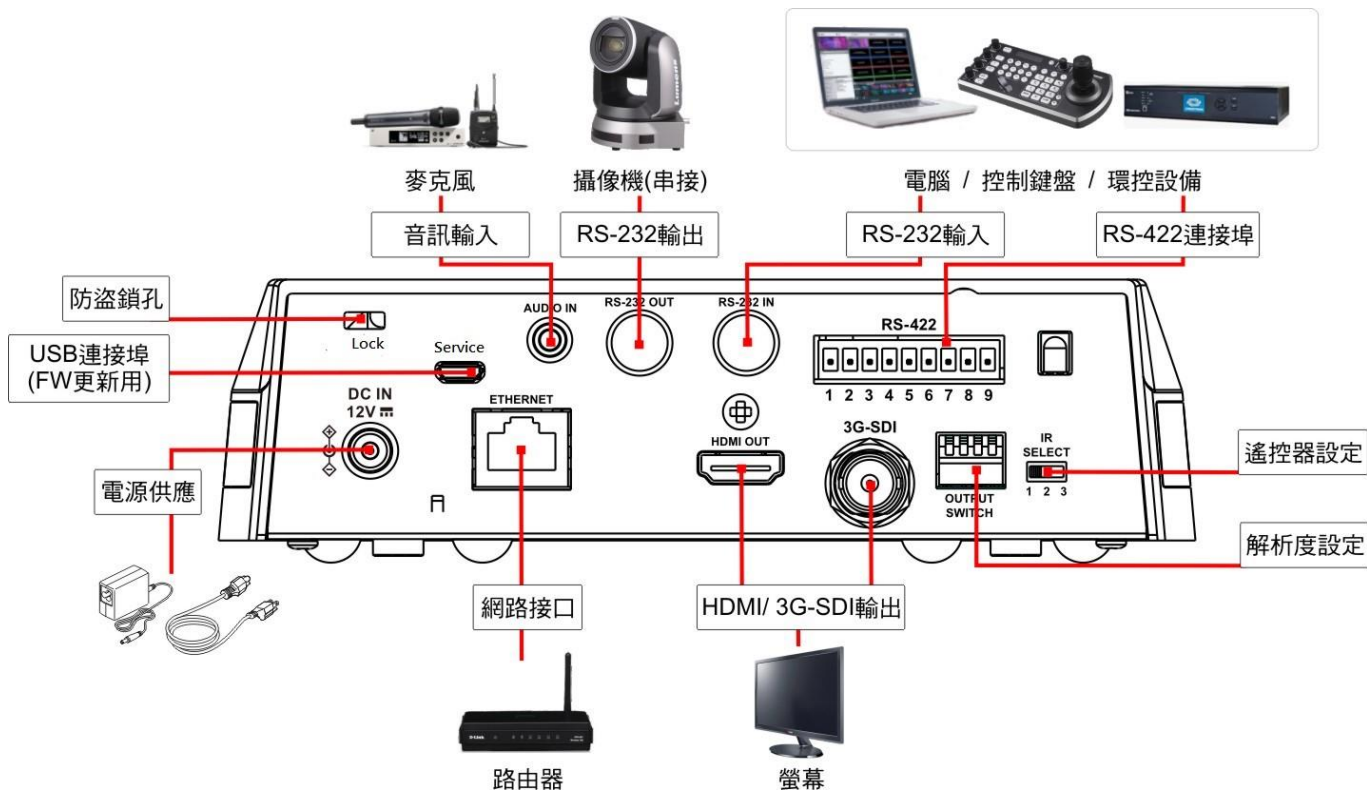 Lumens
麥克風
攝像機(串接)
電腦 / 控制鍵盤 / 環控設備
音訊輸入
RS-232輸出
RS-232輸入
RS-422連接埠
防盜鎖孔
Lock
USB連接埠
(FW更新用)
Service
AUDIO IN
RS-232 OUT
RS-232 IN
RS-422
1 2 3 4 5 6 7 8 9
DC IN
12V
ETHERNET
HDMI OUT
3G-SDI
OUTPUT
SWITCH
IR
SELECT
1 2 3
遙控器設定
電源供應
解析度設定
網路接口
HDMI/ 3G-SDI輸出
D-Link
路由器
螢幕